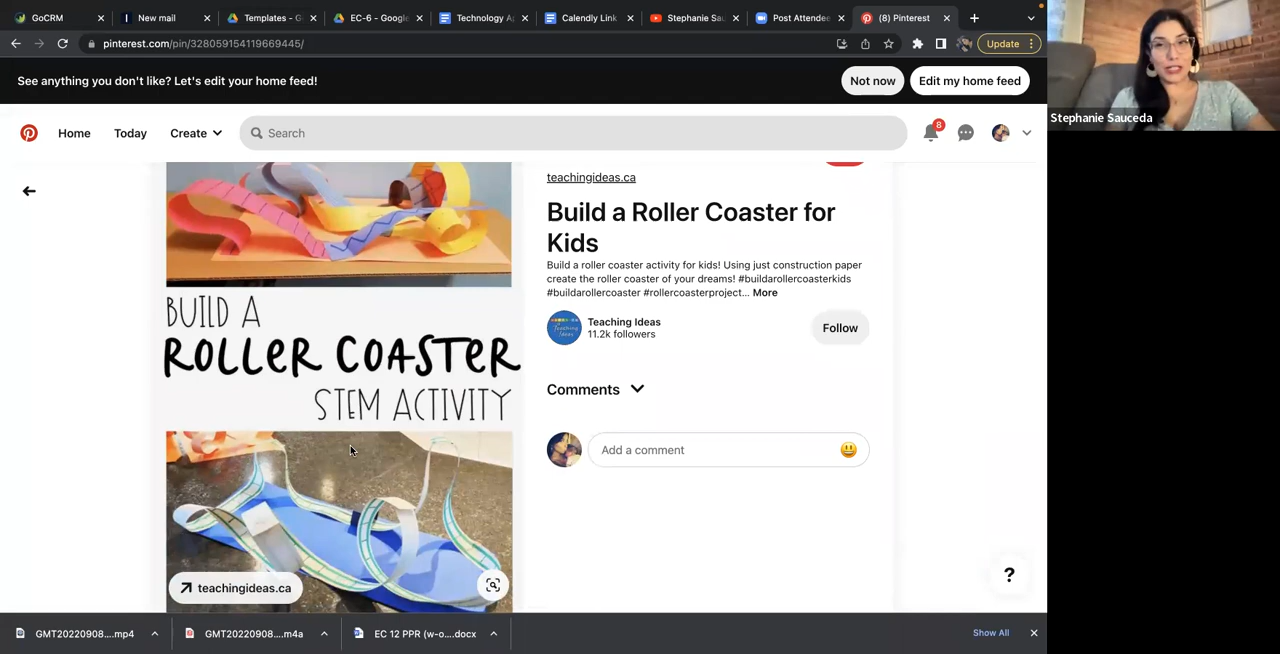 GoCRM
New mail
Templates - G
EC-6 - Google
Technology A
Calendly Link
Stephanie Sau
Post Attendee
(8) Pinterest
pinterest.com/pin/328059154119669445/
Update
See anything you don't like? Let's edit your home feed!
Not now
Edit my home feed
Stephanie Sauceda
Home
Today
Create
Search
8
teachingideas.ca
Build a Roller Coaster for
Kids
Build a roller coaster activity for kids! Using just construction paper
create the roller coaster of your dreams! #buildarollercoasterkids
#buildarollercoaster #rollercoasterproject... More
Teaching Ideas
11.2k followers
Follow
BUILD A
ROLLER COASTER
STEM ACTIVITY
Comments
Add a comment
teachingideas.ca
?
GMT20220908....mp4
GMT20220908....m4a
EC 12 PPR (w-o....docx
Show All